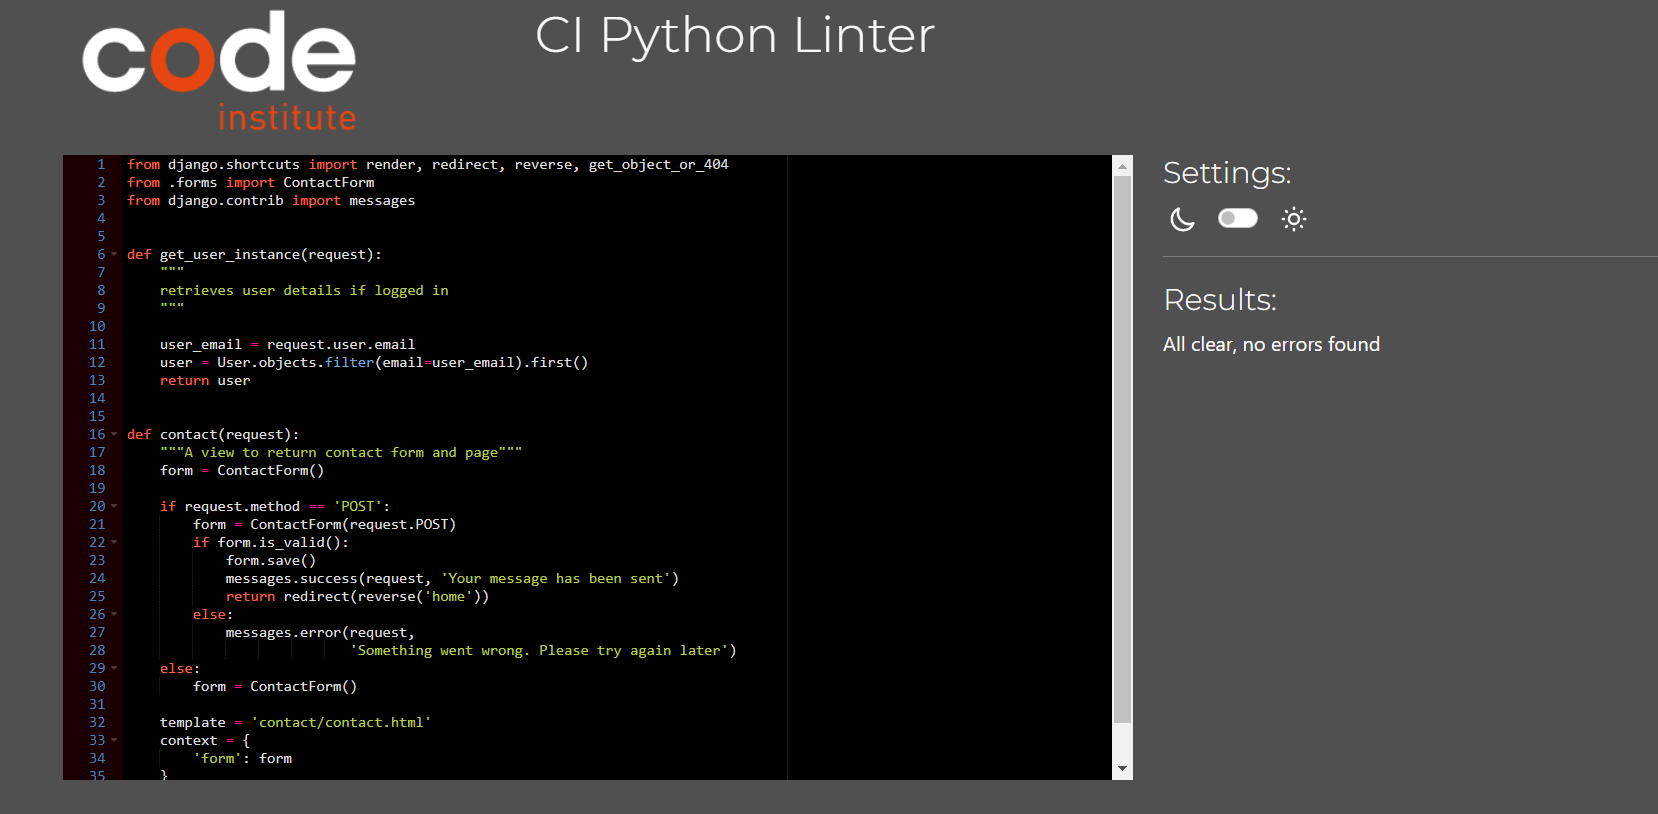 code
institute
CI Python Linter
1 from django.shortcuts import render, redirect, reverse, get_object_or_404
2 from .forms import ContactForm
3 from django.contrib import messages
4
5
6 def get_user_instance(request):
7     """
8     retrieves user details if logged in
9     """
10
11     user_email = request.user.email
12     user = User.objects.filter(email=user_email).first()
13     return user
14
15
16 def contact(request):
17     """A view to return contact form and page"""
18     form = ContactForm()
19
20     if request.method == 'POST':
21         form = ContactForm(request.POST)
22         if form.is_valid():
23             form.save()
24             messages.success(request, 'Your message has been sent')
25             return redirect(reverse('home'))
26         else:
27             messages.error(request,
28                            'Something went wrong. Please try again later')
29     else:
30         form = ContactForm()
31
32     template = 'contact/contact.html'
33     context = {
34         'form': form
35     }
Settings:
Results:
All clear, no errors found